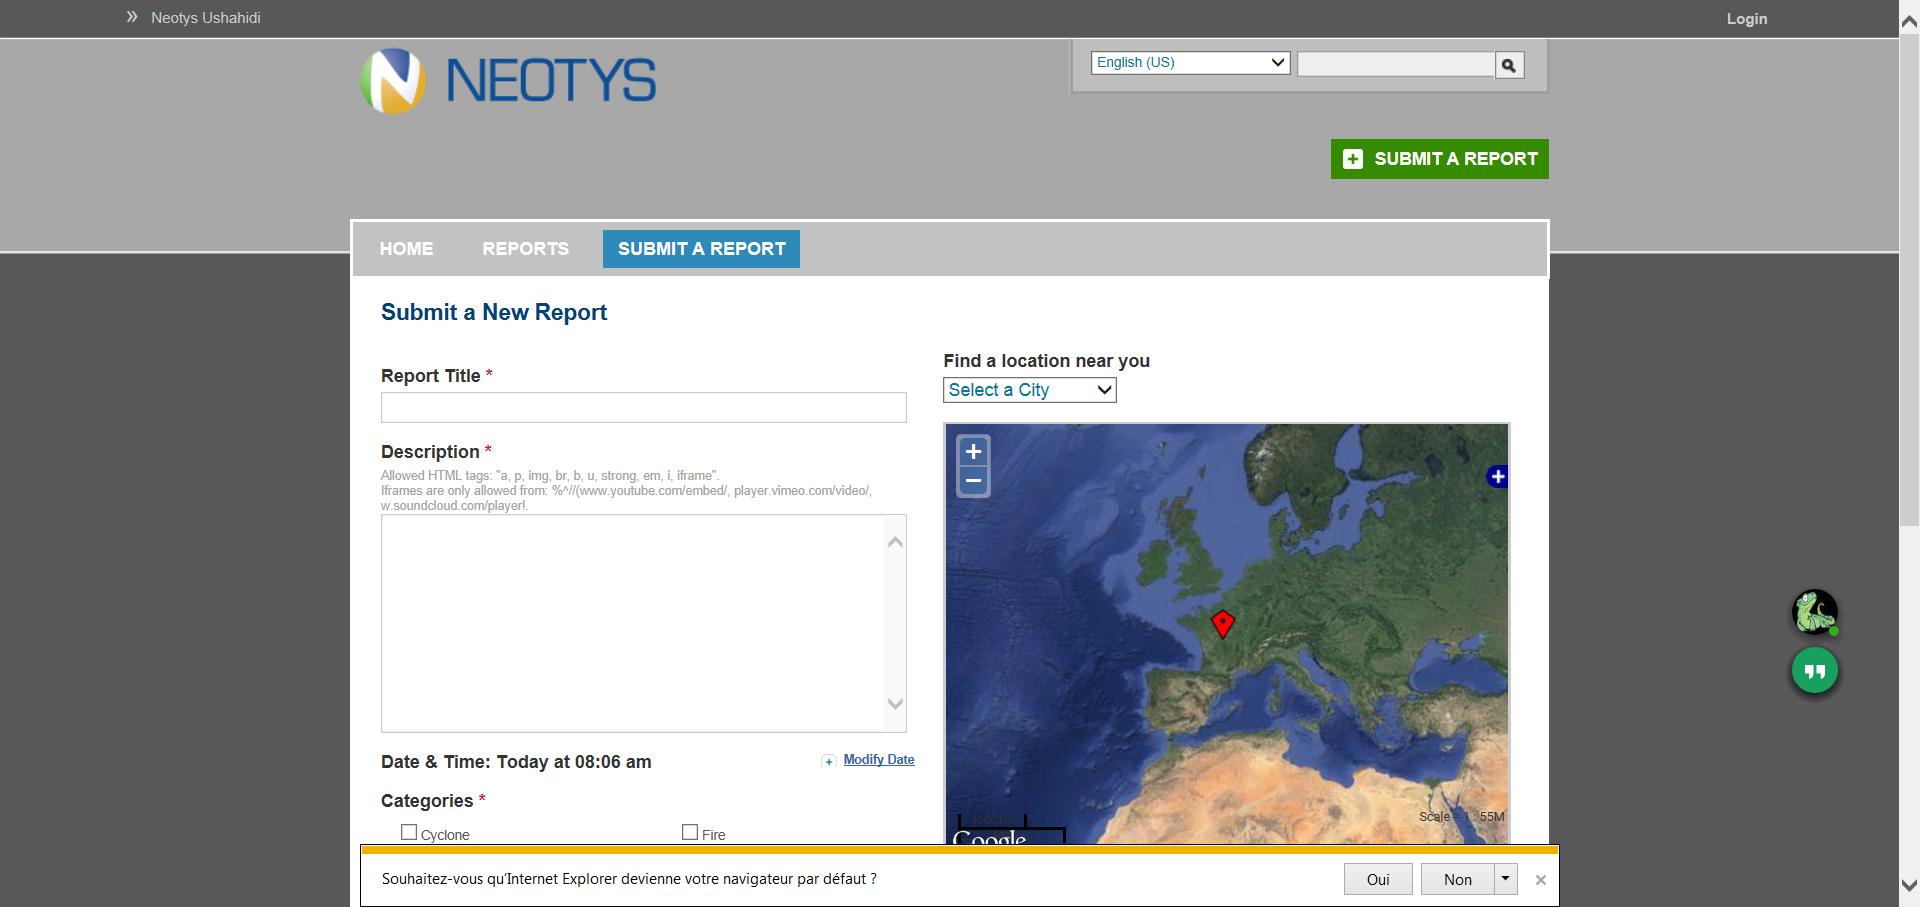 Neotys Ushahidi
Login
NEOTYS
English (US)
SUBMIT A REPORT
HOME
REPORTS
SUBMIT A REPORT
Submit a New Report
Report Title *
Description *
Allowed HTML tags: "a, p, img, br, b, u, strong, em, i, iframe".
Iframes are only allowed from: %^//(www.youtube.com/embed/, player.vimeo.com/video/,
w.soundcloud.com/player!.
Date & Time: Today at 08:06 am
Modify Date
Categories *
Cyclone
Fire
Find a location near you
Select a City
1000 km
Scale = 1 : 55M
Google
Souhaitez-vous qu'Internet Explorer devienne votre navigateur par défaut ?
Oui
Non